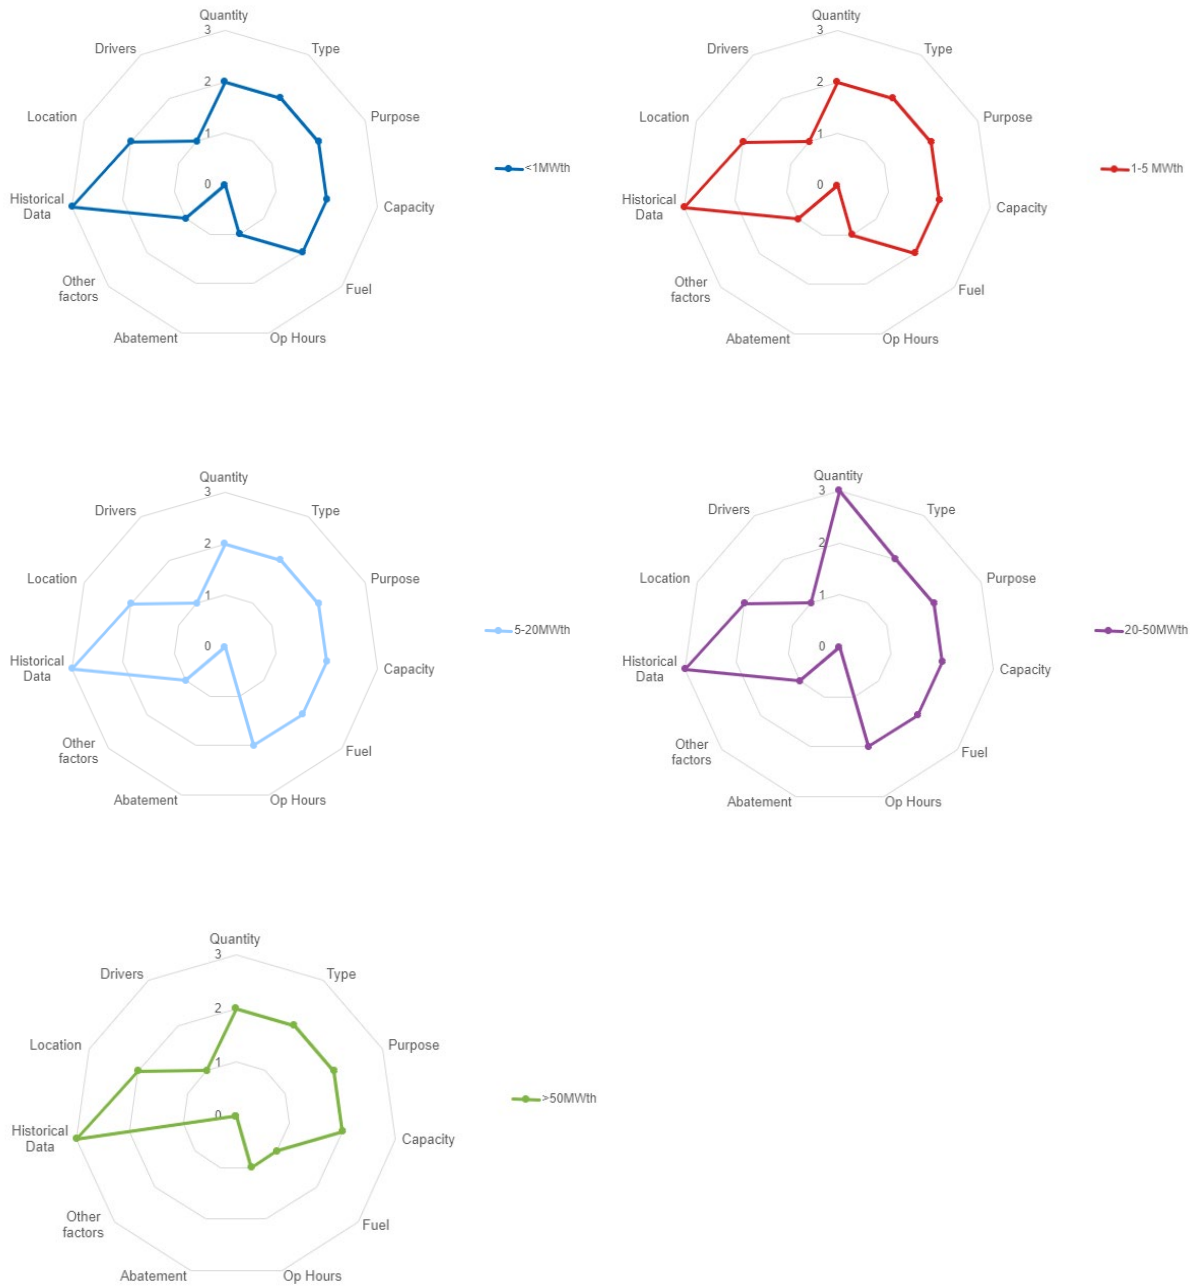 Quantity
3
Drivers
Type
2
Location
Purpose
1
0
Historical
Data
Capacity
Other
factors
Fuel
Abatement
Op Hours
<1MWth
Quantity
3
Drivers
Type
2
Location
Purpose
1
0
Historical
Data
Capacity
Other
factors
Fuel
Abatement
Op Hours
1-5 MWth
Quantity
3
Drivers
Type
2
Location
Purpose
1
0
Historical
Data
Capacity
Other
factors
Fuel
Abatement
Op Hours
5-20MWth
Quantity
3
Drivers
Type
2
Location
Purpose
1
0
Historical
Data
Capacity
Other
factors
Fuel
Abatement
Op Hours
20-50MWth
Quantity
3
Drivers
Type
2
Location
Purpose
1
0
Historical
Data
Capacity
Other
factors
Fuel
Abatement
Op Hours
>50MWth